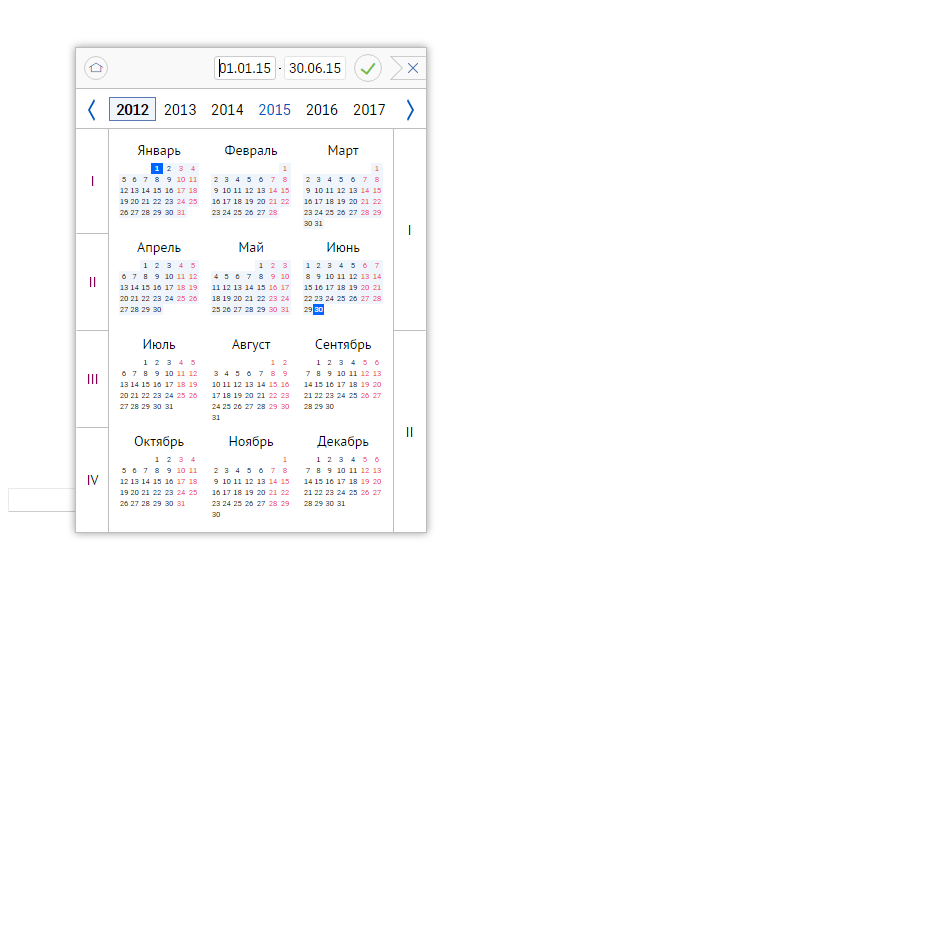 01.01.15 - 30.06.15
2012 2013 2014 2015 2016 2017
Январь Февраль Март
1 2 3 4 1 1
5 6 7 8 9 10 11 2 3 4 5 6 7 8 2 3 4 5 6 7 8
12 13 14 15 16 17 18 9 10 11 12 13 14 15 9 10 11 12 13 14 15
I
19 20 21 22 23 24 25 16 17 18 19 20 21 22 16 17 18 19 20 21 22
26 27 28 29 30 31 23 24 25 26 27 28 23 24 25 26 27 28 29
30 31
I
Апрель Май Июнь
1 2 3 4 5 1 2 3 1 2 3 4 5 6 7
6 7 8 9 10 11 12 4 5 6 7 8 9 10 8 9 10 11 12 13 14
II
13 14 15 16 17 18 19 11 12 13 14 15 16 17 15 16 17 18 19 20 21
20 21 22 23 24 25 26 18 19 20 21 22 23 24 22 23 24 25 26 27 28
27 28 29 30 25 26 27 28 29 30 31 29 30
Июль Август Сентябрь
1 2 3 4 5 1 2 1 2 3 4 5 6
6 7 8 9 10 11 12 3 4 5 6 7 8 9 7 8 9 10 11 12 13
III
13 14 15 16 17 18 19 10 11 12 13 14 15 16 14 15 16 17 18 19 20
20 21 22 23 24 25 26 17 18 19 20 21 22 23 21 22 23 24 25 26 27
27 28 29 30 31 24 25 26 27 28 29 30 28 29 30
31
II
Октябрь Ноябрь Декабрь
1 2 3 4 1 1 2 3 4 5 6
5 6 7 8 9 10 11 2 3 4 5 6 7 8 7 8 9 10 11 12 13
12 13 14 15 16 17 18 9 10 11 12 13 14 15 14 15 16 17 18 19 20
IV
19 20 21 22 23 24 25 16 17 18 19 20 21 22 21 22 23 24 25 26 27
26 27 28 29 30 31 23 24 25 26 27 28 29 28 29 30 31
30